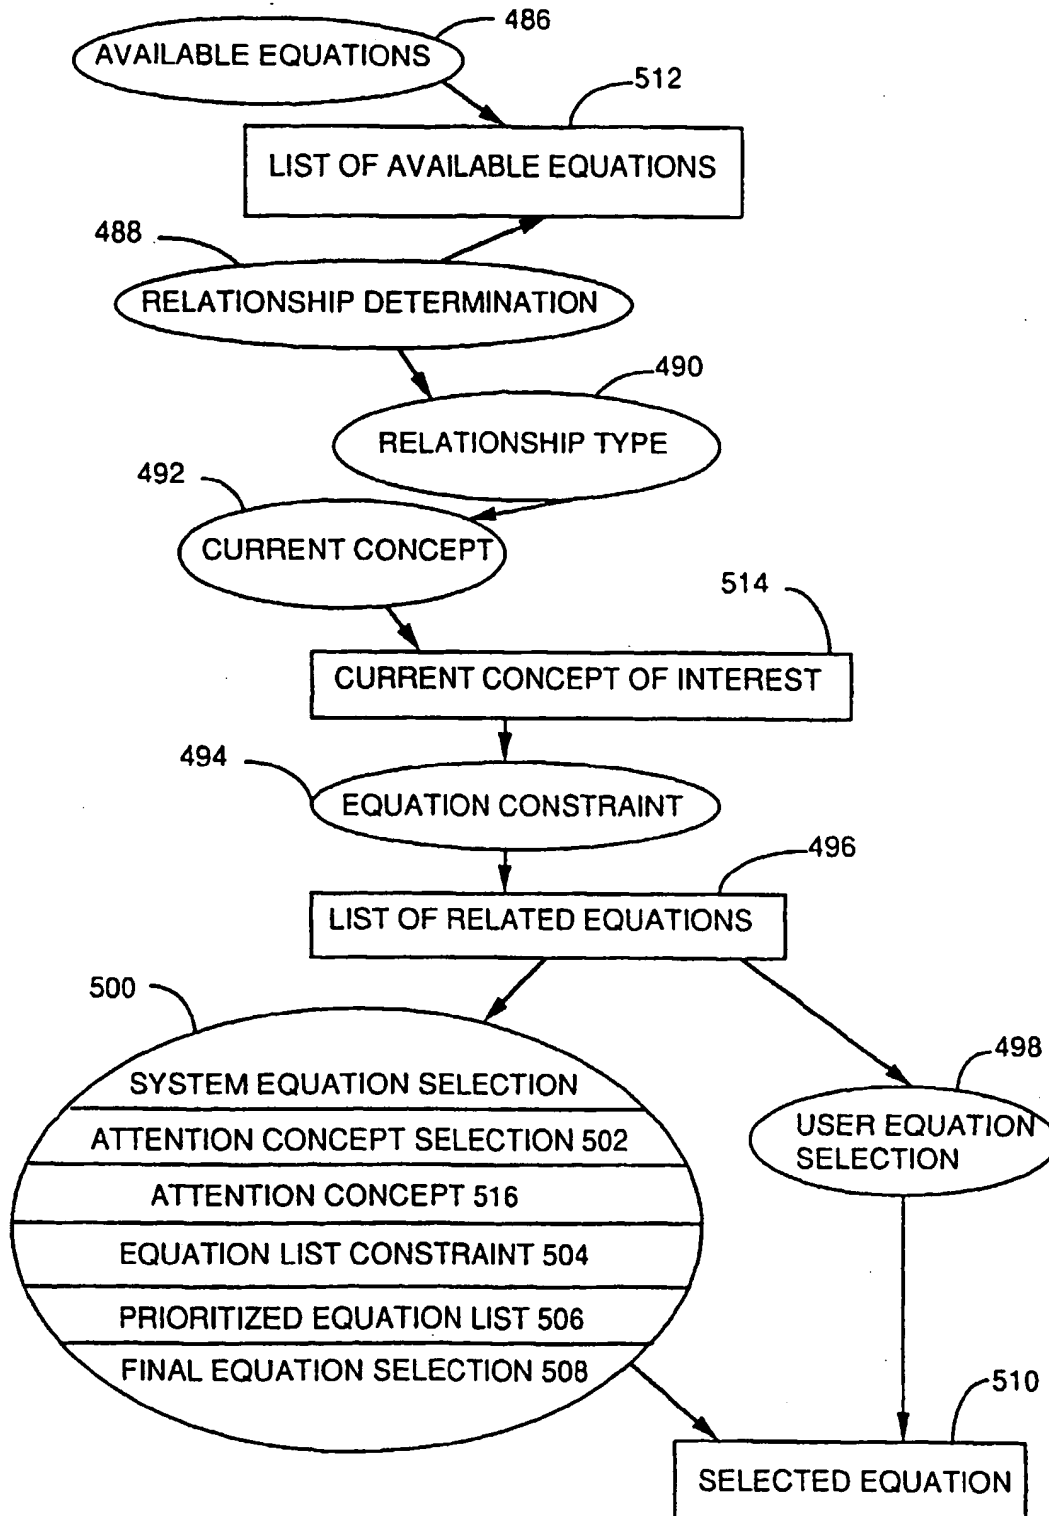 486
AVAILABLE EQUATIONS
512
LIST OF AVAILABLE EQUATIONS
488
RELATIONSHIP DETERMINATION
490
RELATIONSHIP TYPE
492
CURRENT CONCEPT
514
CURRENT CONCEPT OF INTEREST
494
EQUATION CONSTRAINT
496
LIST OF RELATED EQUATIONS
500
SYSTEM EQUATION SELECTION
ATTENTION CONCEPT SELECTION 502
ATTENTION CONCEPT 516
EQUATION LIST CONSTRAINT 504
PRIORITIZED EQUATION LIST 506
FINAL EQUATION SELECTION 508
498
USER EQUATION
SELECTION
510
SELECTED EQUATION